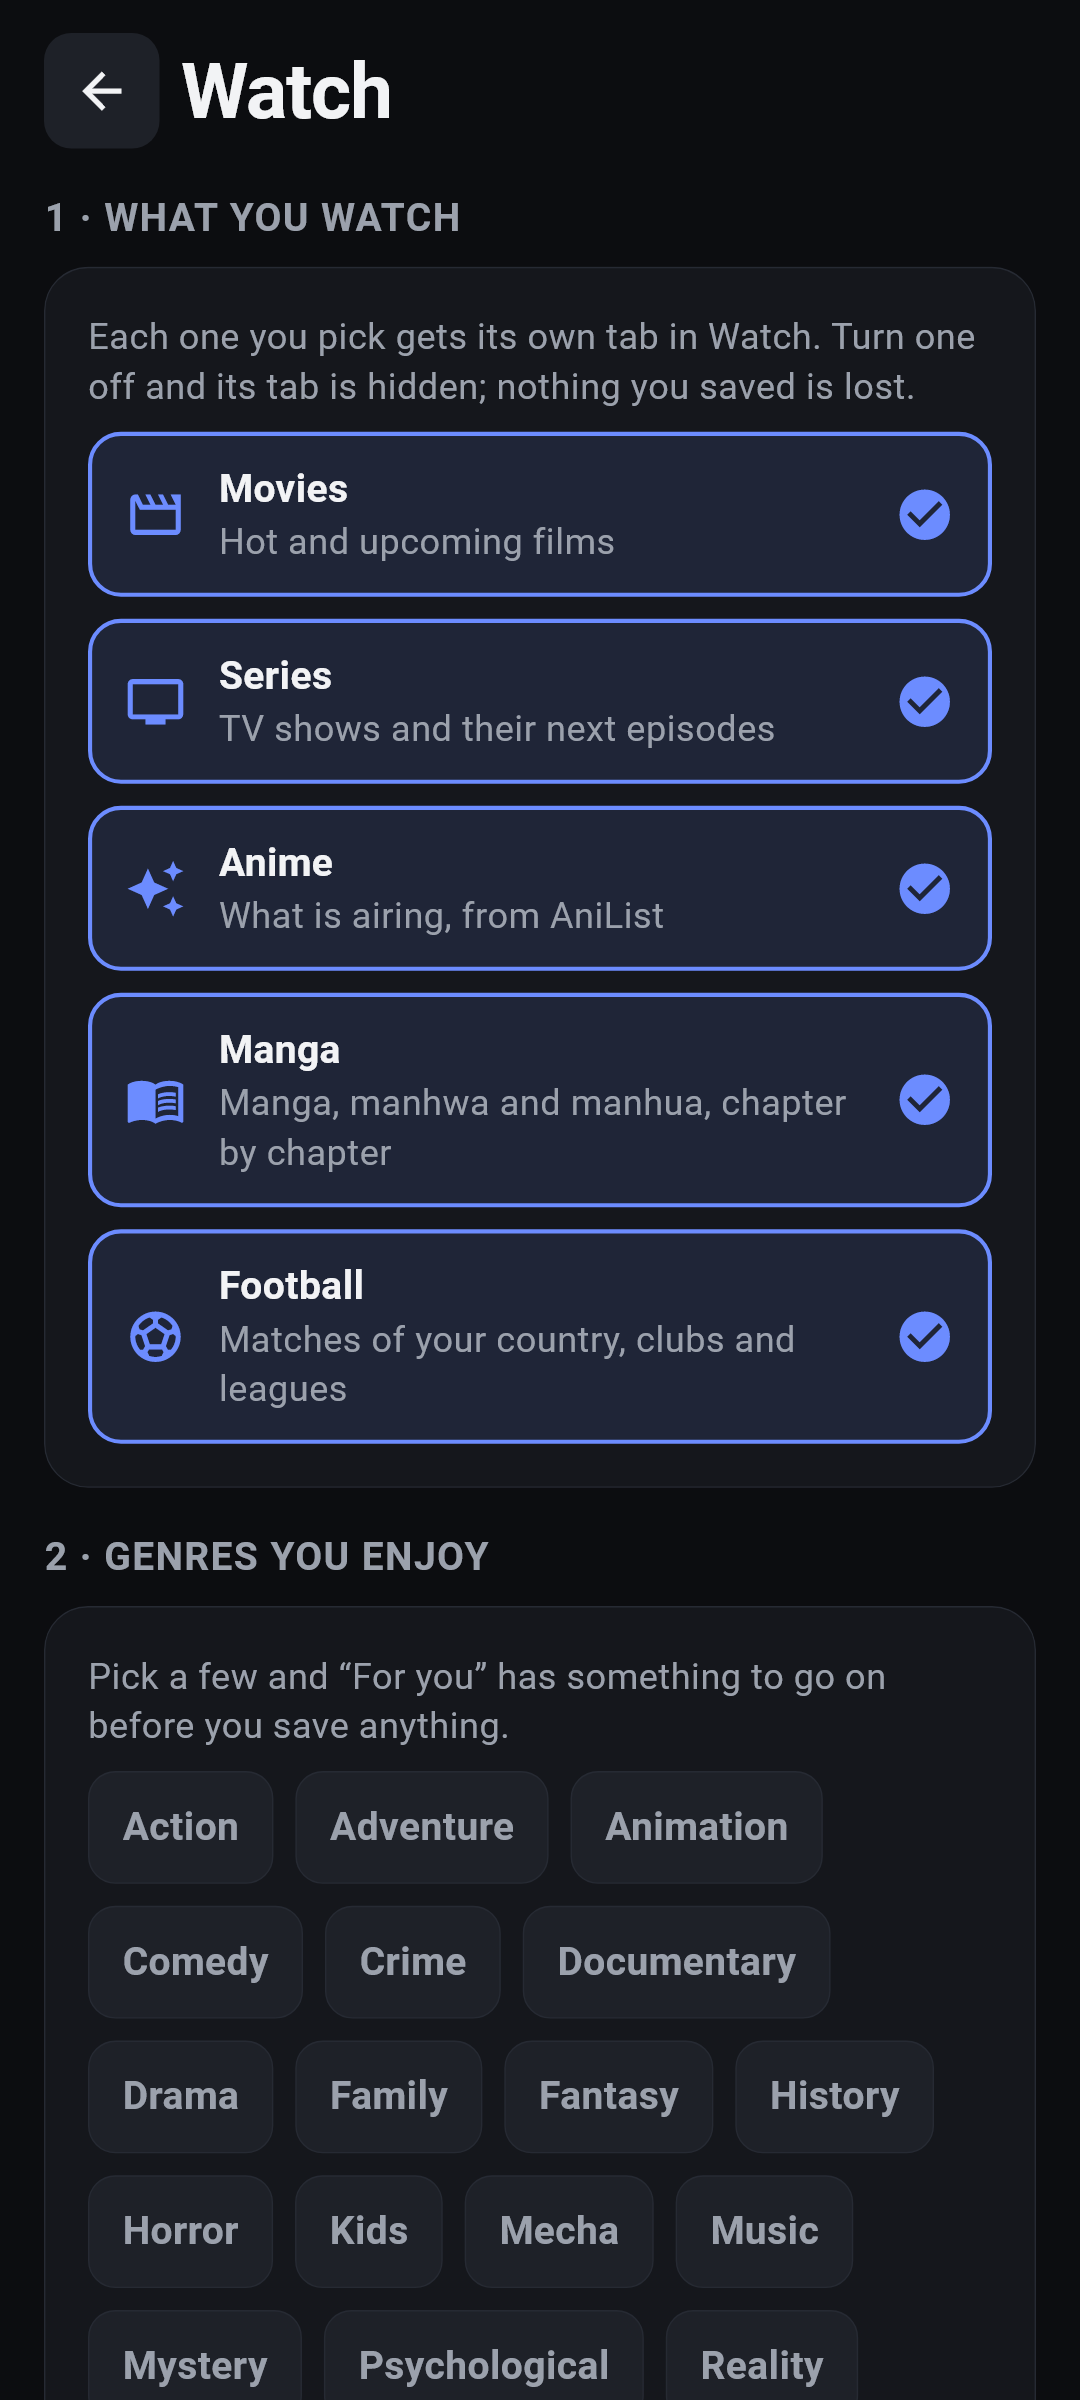 Watch
1 · WHAT YOU WATCH
Each one you pick gets its own tab in Watch. Turn one
off and its tab is hidden; nothing you saved is lost.
Movies
Hot and upcoming films
Series
TV shows and their next episodes
Anime
What is airing, from AniList
Manga
Manga, manhwa and manhua, chapter
by chapter
Football
Matches of your country, clubs and
leagues
2 · GENRES YOU ENJOY
Pick a few and “For you” has something to go on
before you save anything.
Action Adventure Animation
Comedy Crime Documentary
Drama Family Fantasy History
Horror Kids Mecha Music
Mystery Psychological Reality